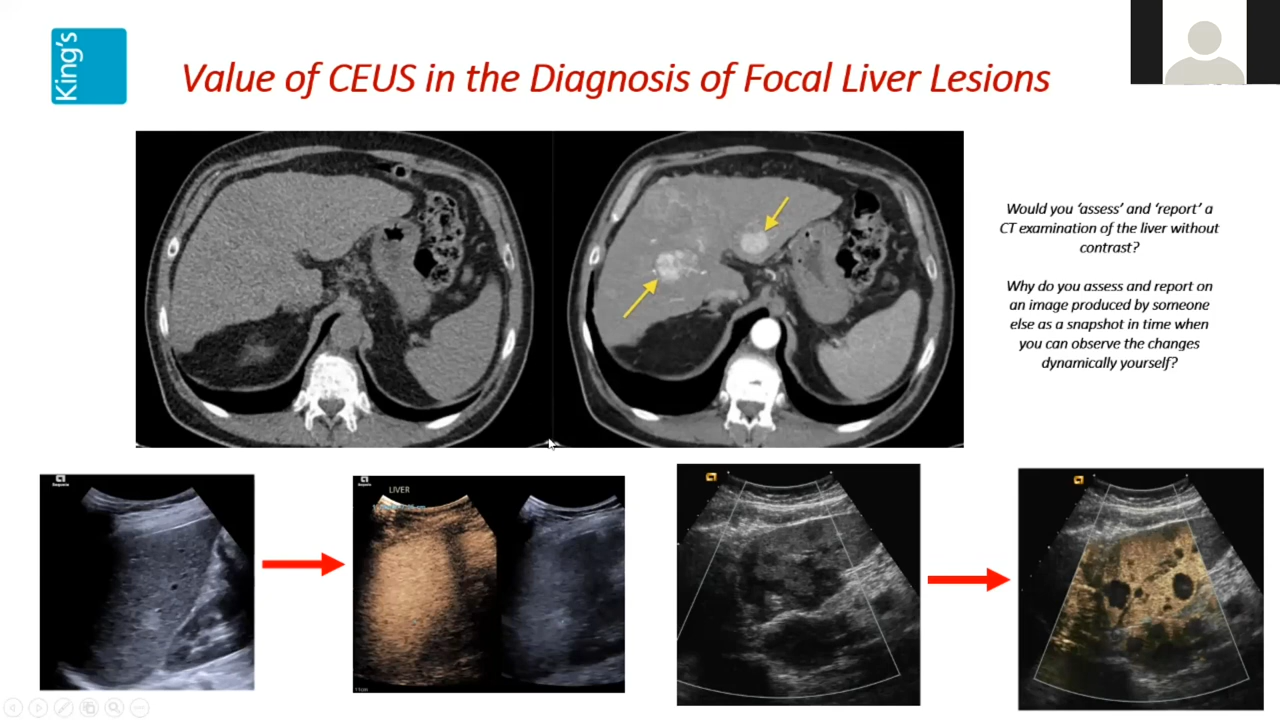 King's
Value of CEUS in the Diagnosis of Focal Liver Lesions
Would you ‘assess’ and ‘report’ a
CT examination of the liver without
contrast?
Why do you assess and report on
an image produced by someone
else as a snapshot in time when
you can observe the changes
dynamically yourself?
LIVER